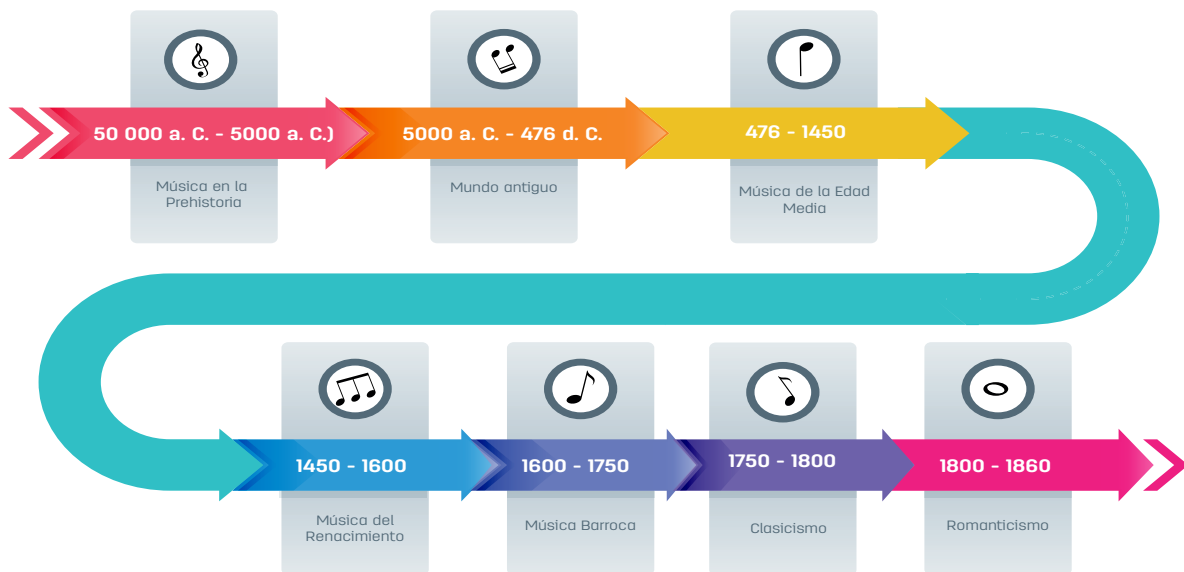 50 000 a. C. - 5000 a. C.)
5000 a. C. - 476 d. C.
476 - 1450
Música en la
Prehistoria
Mundo antiguo
Música de la Edad
Media
1450 - 1600
1600 - 1750
1750 - 1800
1800 - 1860
Música del
Renacimiento
Música Barroca
Clasicismo
Romanticismo